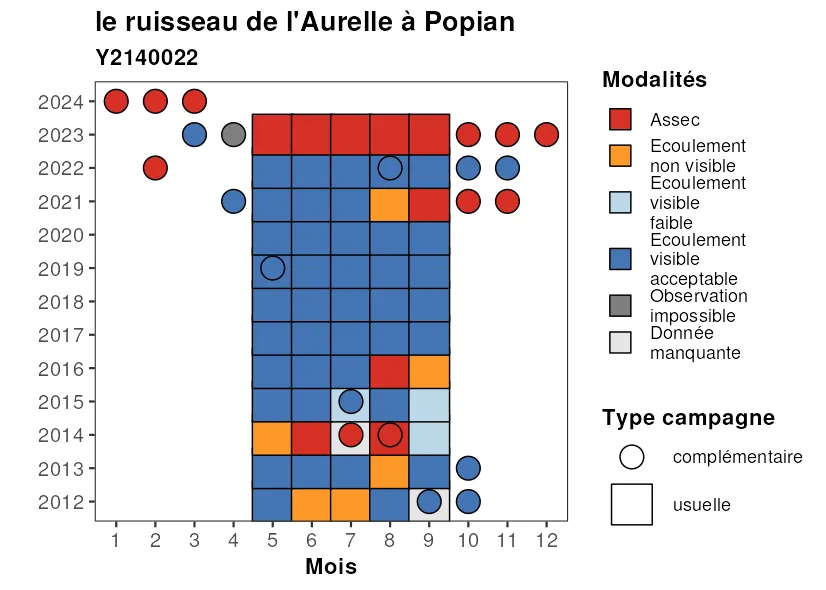 le ruisseau de l'Aurelle à Popian
Y2140022
2024
2023
2022
2021
2020
2019
2018
2017
2016
2015
2014
2013
2012
1 2 3 4 5 6 7 8 9 10 11 12
Mois
Modalités
Assec
Ecoulement
non visible
Ecoulement
visible
faible
Ecoulement
visible
acceptable
Observation
impossible
Donnée
manquante
Type campagne
complémentaire
usuelle